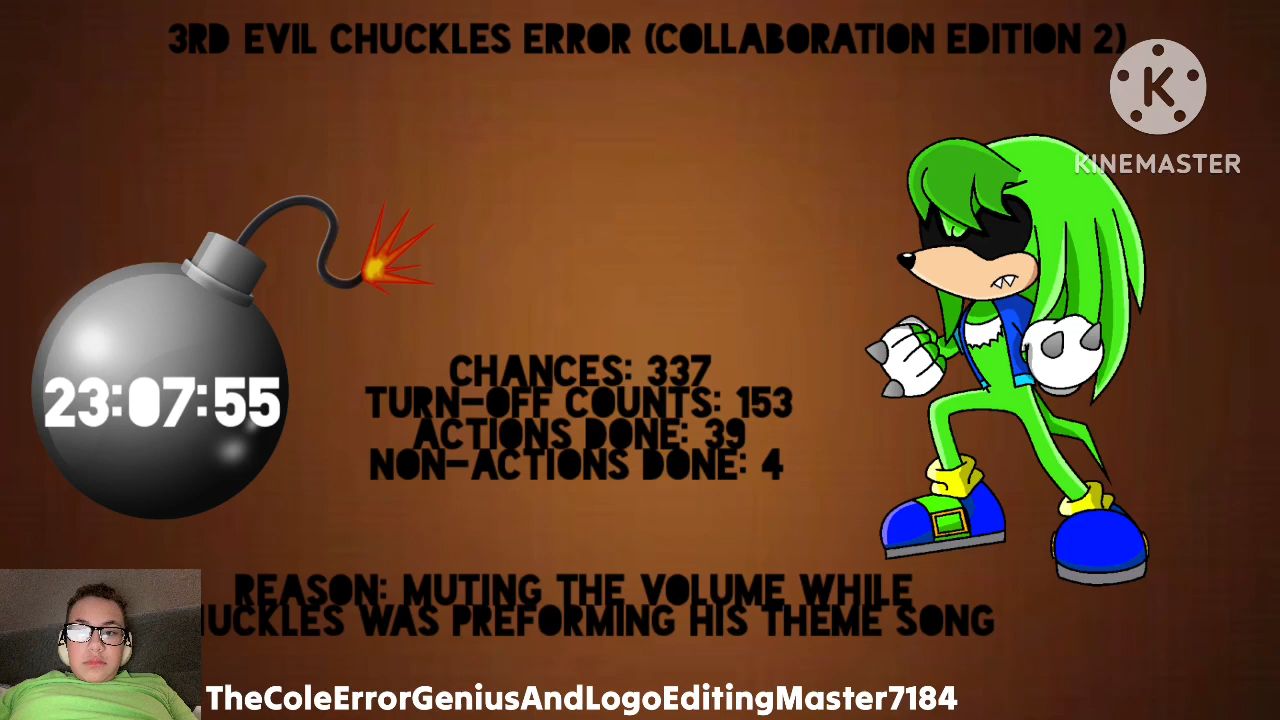 3RD EVIL CHUCKLES ERROR (COLLABORATION EDITION 2)
K
KINEMASTER
23:07:55
CHANCES: 337
TURN-OFF COUNTS: 153
ACTIONS DONE: 39
NON-ACTIONS DONE: 4
REASON: MUTING THE VOLUME WHILE
HUCKLES WAS PREFORMING HIS THEME SONG
TheColeErrorGeniusAndLogoEditingMaster7184